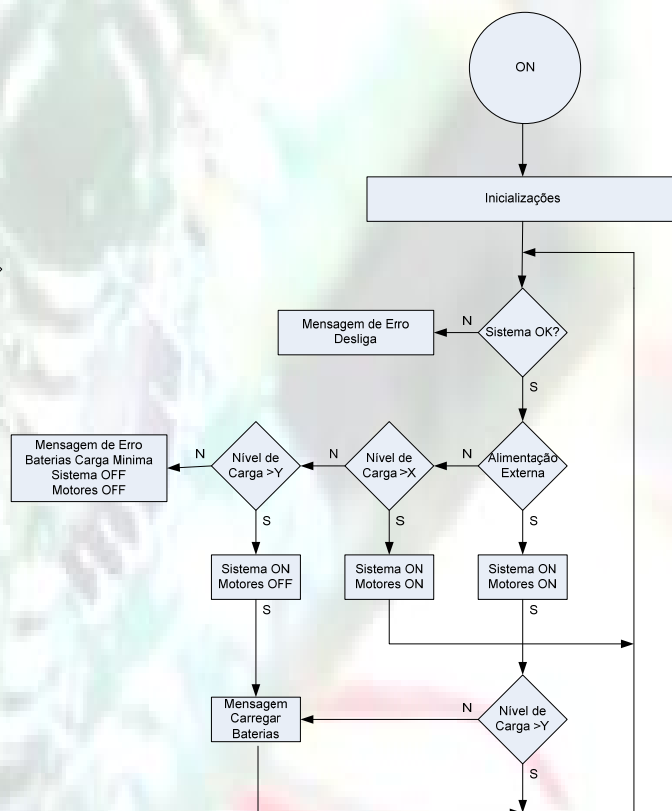 ON
Inicializações
Mensagem de Erro
Desliga
N
Sistema OK?
S
Mensagem de Erro
Baterias Carga Minima
Sistema OFF
Motores OFF
N
Nível de
Carga >Y
N
Nível de
Carga >X
N
Alimentação
Externa
S
S
S
Sistema ON
Motores OFF
Sistema ON
Motores ON
Sistema ON
Motores ON
S
S
Mensagem
Carregar
Baterias
N
Nível de
Carga >Y
S